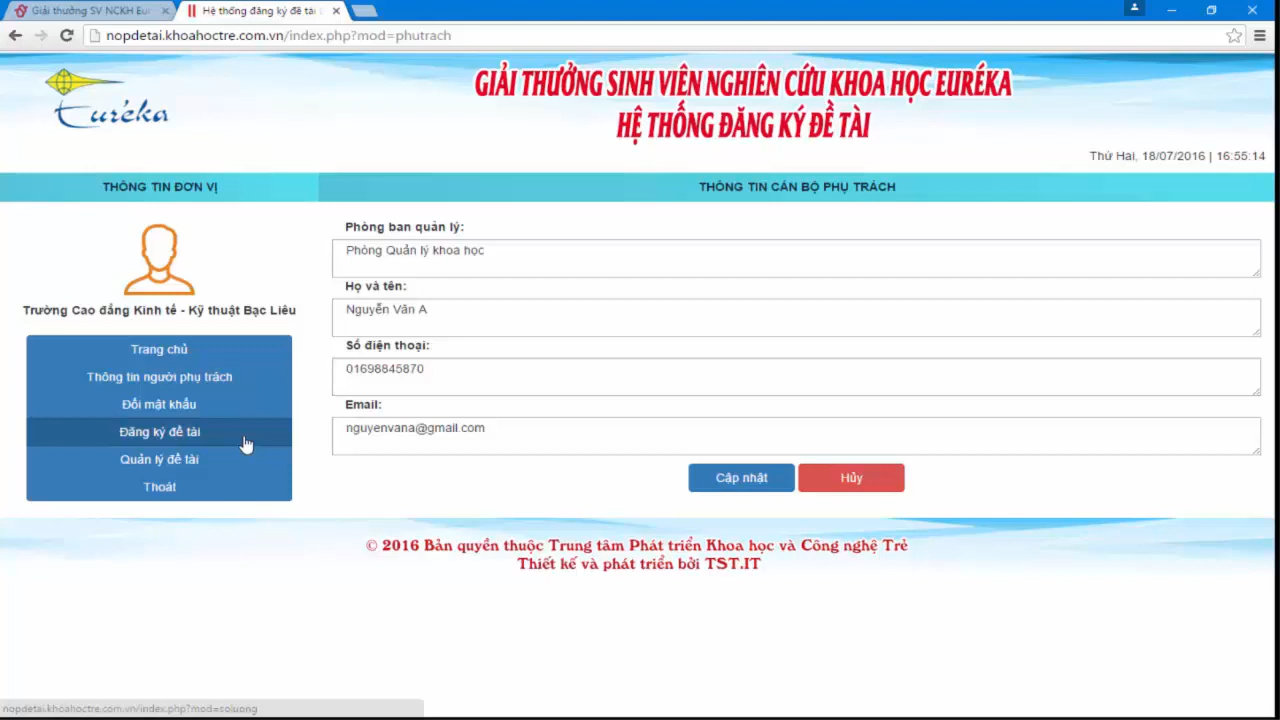 Giải thưởng SV NCKH Eur
Hệ thống đăng ký đề tài
nopdetai.khoahoctre.com.vn/index.php?mod=phutrach
Euréka
GIẢI THƯỞNG SINH VIÊN NGHIÊN CỨU KHOA HỌC EURÉKA
HỆ THỐNG ĐĂNG KÝ ĐỀ TÀI
Thứ Hai, 18/07/2016 | 16:55:14
THÔNG TIN ĐƠN VỊ
THÔNG TIN CÁN BỘ PHỤ TRÁCH
Trường Cao đẳng Kinh tế - Kỹ thuật Bạc Liêu
Trang chủ
Thông tin người phụ trách
Đổi mật khẩu
Đăng ký đề tài
Quản lý đề tài
Thoát
Phòng ban quản lý:
Phòng Quản lý khoa học
Họ và tên:
Nguyễn Văn A
Số điện thoại:
01698845870
Email:
nguyenvana@gmail.com
Cập nhật
Hủy
© 2016 Bản quyền thuộc Trung tâm Phát triển Khoa học và Công nghệ Trẻ
Thiết kế và phát triển bởi TST.IT
nopdetai.khoahoctre.com.vn/index.php?mod=soluong